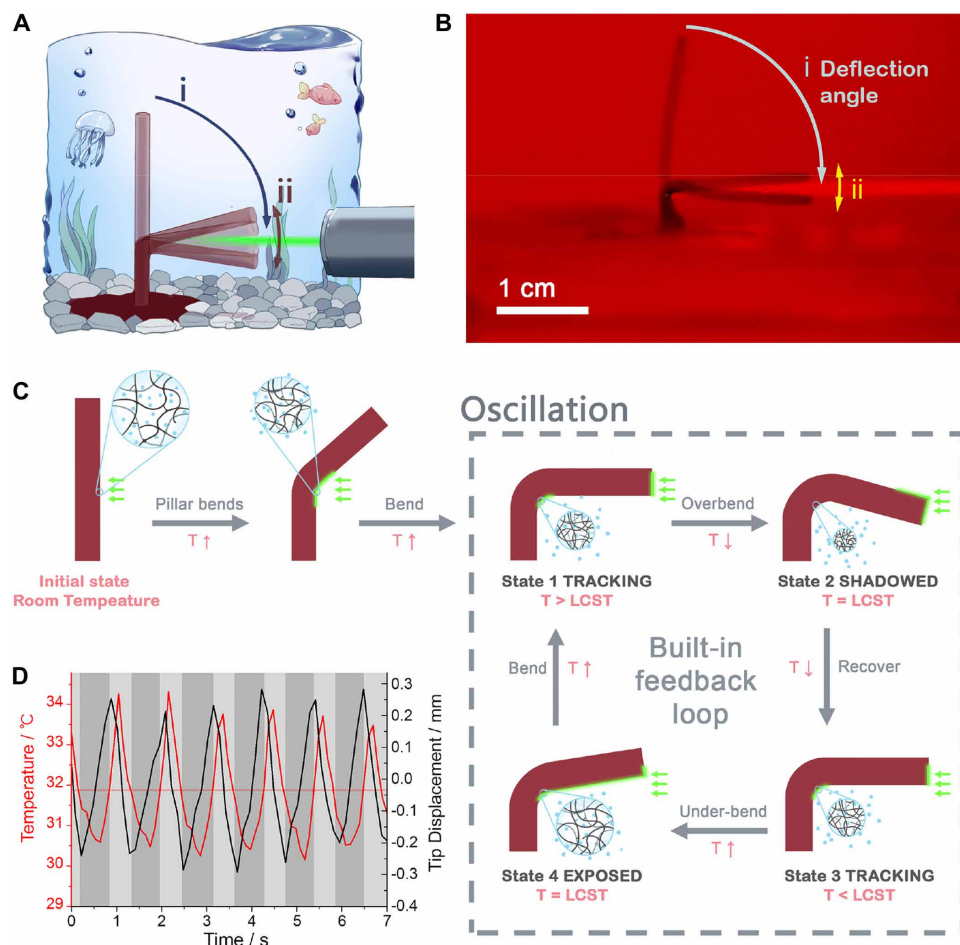 A
i
ii
B
i Deflection
angle
ii
1 cm
C
Pillar bends
T ↑
Bend
T ↑
Initial state
Room Tempeature
Oscillation
Overbend
T ↓
State 1 TRACKING
T > LCST
State 2 SHADOWED
T = LCST
Bend
T ↑
Built-in
feedback
loop
T ↓
Recover
Under-bend
T ↑
State 4 EXPOSED
T = LCST
State 3 TRACKING
T < LCST
D
Temperature / °C
34
33
32
31
30
29
0 1 2 3 4 5 6 7
Time / s
0.3
0.2
0.1
0.0
-0.1
-0.2
-0.3
-0.4
Tip Displacement / mm